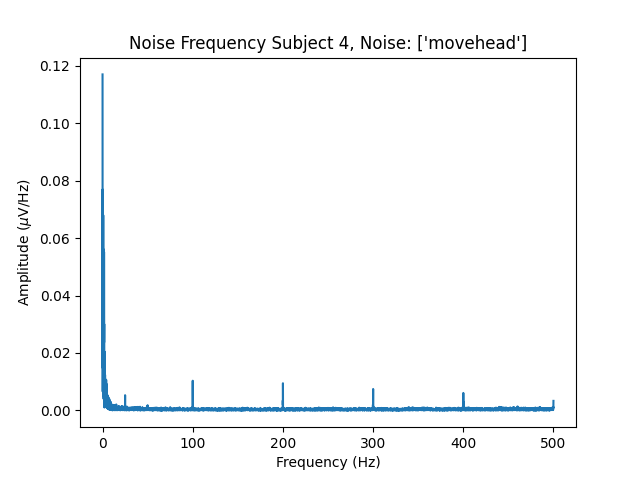 Noise Frequency Subject 4, Noise: ['movehead']
0.12
0.10
0.08
0.06
0.04
0.02
0.00
Amplitude (μV/Hz)
0 100 200 300 400 500
Frequency (Hz)